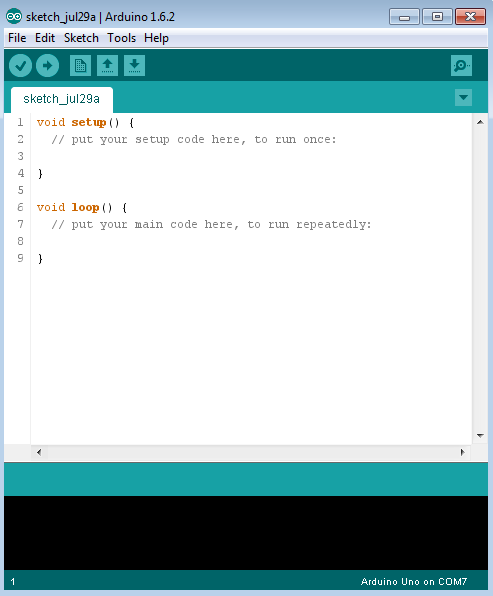 sketch_jul29a | Arduino 1.6.2
File Edit Sketch Tools Help
sketch_jul29a
1 void setup() {
2   // put your setup code here, to run once:
3
4 }
5
6 void loop() {
7   // put your main code here, to run repeatedly:
8
9 }
1 Arduino Uno on COM7